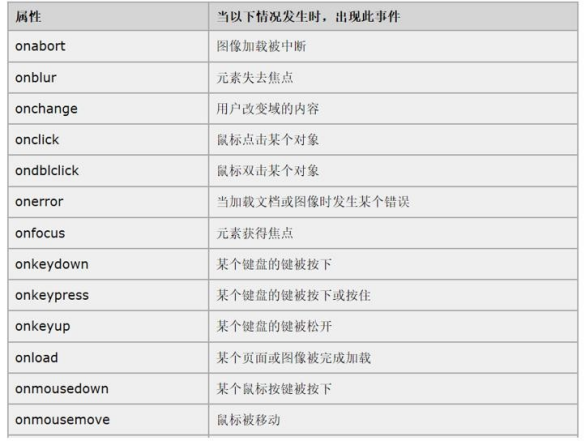 属性 当以下情况发生时，出现此事件
onabort 图像加载被中断
onblur 元素失去焦点
onchange 用户改变域的内容
onclick 鼠标点击某个对象
ondblclick 鼠标双击某个对象
onerror 当加载文档或图像时发生某个错误
onfocus 元素获得焦点
onkeydown 某个键盘的键被按下
onkeypress 某个键盘的键被按下或按住
onkeyup 某个键盘的键被松开
onload 某个页面或图像被完成加载
onmousedown 某个鼠标按键被按下
onmousemove 鼠标被移动